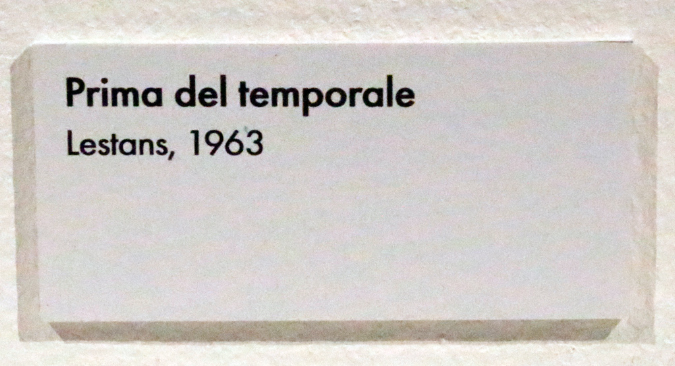 Prima del temporale
Lestans, 1963